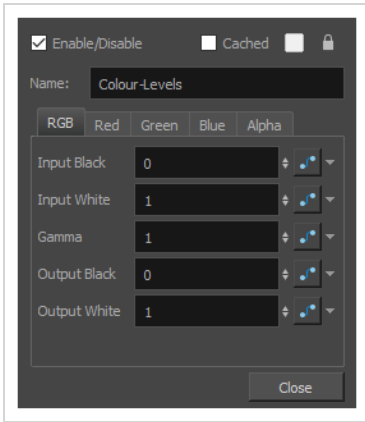 Enable/Disable Cached
Name: Colour-Levels
RGB Red Green Blue Alpha
Input Black 0
Input White 1
Gamma 1
Output Black 0
Output White 1
Close